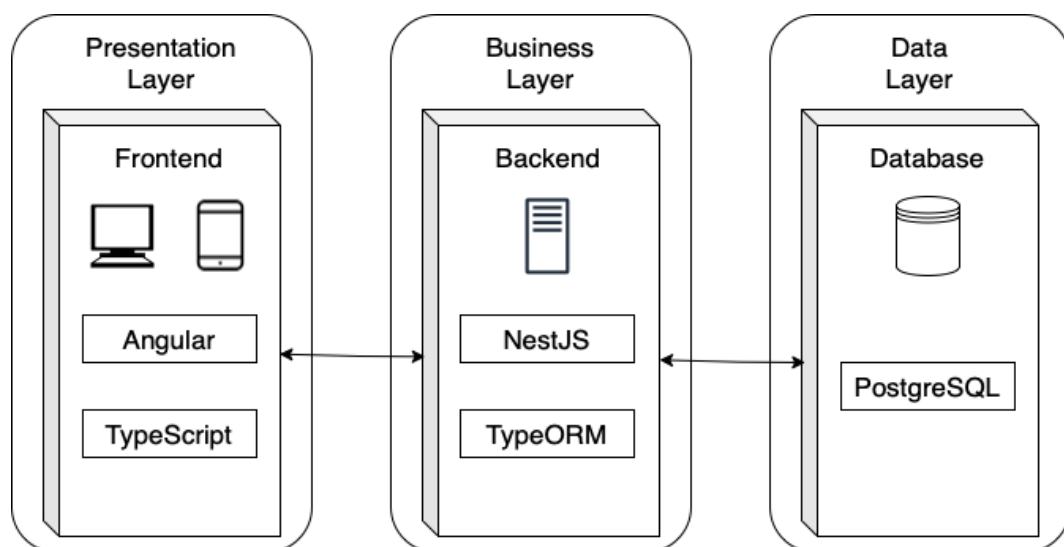 Presentation
Layer
Frontend
Angular
TypeScript
Business
Layer
Backend
NestJS
TypeORM
Data
Layer
Database
PostgreSQL